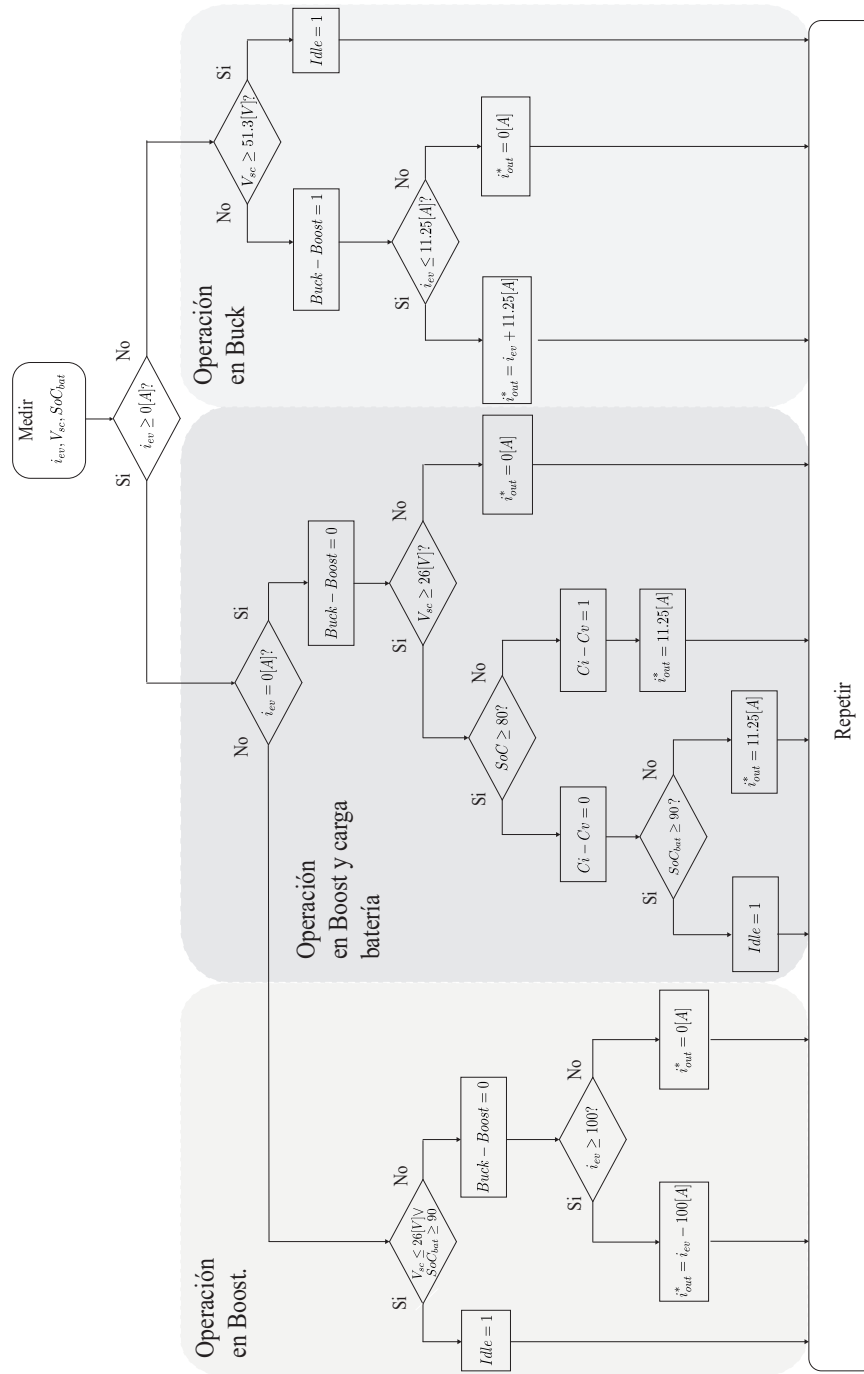 Medir
i_ev, V_sc, SoC_bat
i_ev ≥ 0[A]?
Si
No
Operación
en Boost.
V_sc ≤ 26[V]∨
SoC_bat ≥ 90
Si
No
Idle = 1
Buck − Boost = 0
i_ev ≥ 100?
Si
No
i*_out = i_ev − 100[A]
i*_out = 0[A]
Operación
en Boost y carga
batería
i_ev = 0[A]?
No
Si
Buck − Boost = 0
V_sc ≥ 26[V]?
Si
No
SoC ≥ 80?
Si
No
i*_out = 0[A]
Ci − Cv = 0
Ci − Cv = 1
SoC_bat ≥ 90?
Si
No
i*_out = 11.25[A]
Idle = 1
i*_out = 11.25[A]
Operación
en Buck
V_sc ≥ 51.3[V]?
No
Si
Buck − Boost = 1
Idle = 1
i_ev ≤ 11.25[A]?
Si
No
i*_out = i_ev + 11.25[A]
i*_out = 0[A]
Repetir